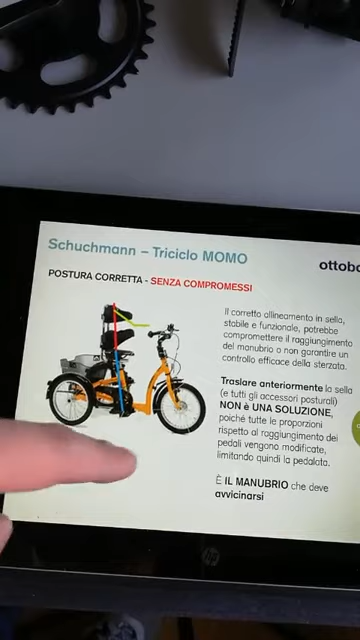 Schuchmann – Triciclo MOMO
ottobo
POSTURA CORRETTA - SENZA COMPROMESSI
Il corretto allineamento in sella,
stabile e funzionale, potrebbe
compromettere il raggiungimento
del manubrio o non garantire un
controllo efficace della sterzata.
Traslare anteriormente la sella
(e tutti gli accessori posturali)
NON è UNA SOLUZIONE,
poiché tutte le proporzioni
rispetto al raggiungimento dei
pedali vengono modificate,
limitando quindi la pedalata.
È IL MANUBRIO che deve
avvicinarsi
hp